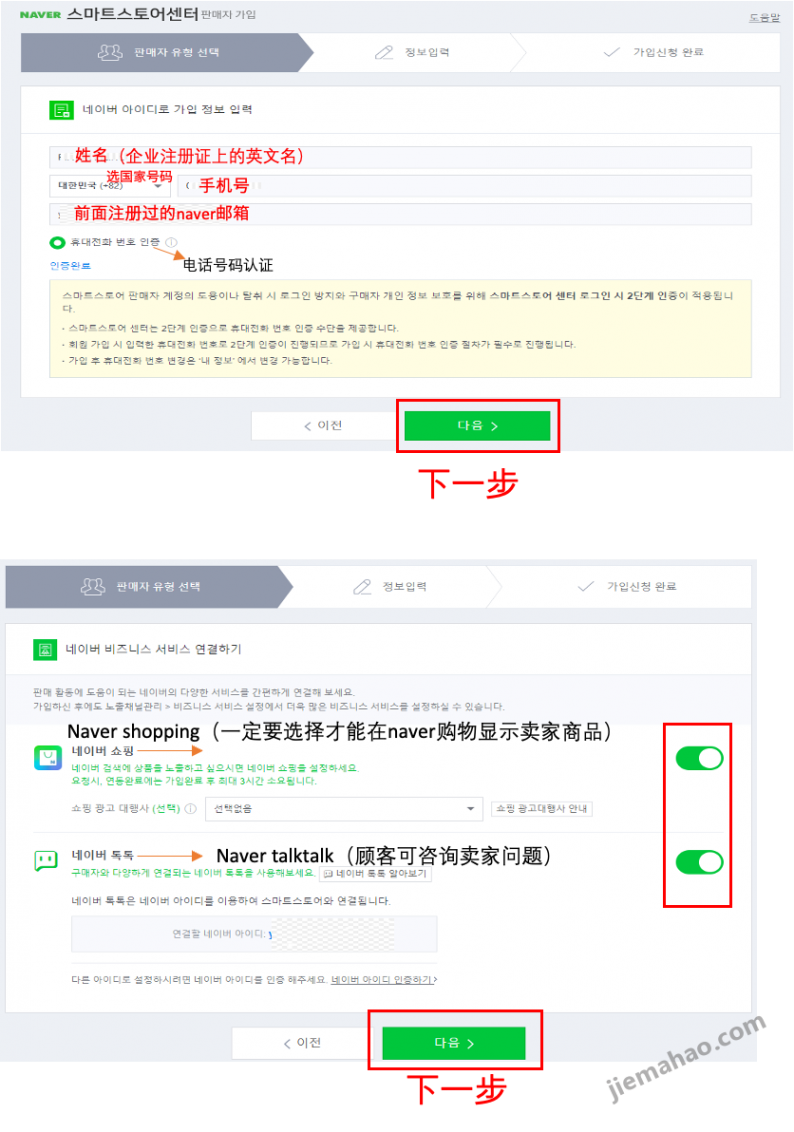 NAVER 스마트스토어센터 판매자 가입
도움말
판매자 유형 선택
정보입력
가입신청 완료
네이버 아이디로 가입 정보 입력
姓名（企业注册证上的英文名）
选国家号码
대한민국 (+82)
手机号
前面注册过的naver邮箱
휴대전화 번호 인증
인증완료
电话号码认证
스마트스토어 판매자 계정의 도용이나 탈취 시 로그인 방지와 구매자 개인 정보 보호를 위해 스마트스토어 센터 로그인 시 2단계 인증이 적용됩니
다.
· 스마트스토어 센터는 2단계 인증으로 휴대전화 번호 인증 수단을 제공합니다.
· 회원 가입 시 입력한 휴대전화 번호로 2단계 인증이 진행되므로 가입 시 휴대전화 번호 인증 절차가 필수로 진행됩니다.
· 가입 후 휴대전화 번호 변경은 '내 정보' 에서 변경 가능합니다.
< 이전
다음 >
下一步
판매자 유형 선택
정보입력
가입신청 완료
네이버 비즈니스 서비스 연결하기
판매 활동에 도움이 되는 네이버의 다양한 서비스를 간편하게 연결해 보세요.
가입하신 후에도 노출채널관리 > 비즈니스 서비스 설정에서 더욱 많은 비즈니스 서비스를 설정하실 수 있습니다.
Naver shopping（一定要选择才能在naver购物显示卖家商品）
네이버 쇼핑
네이버 검색에 상품을 노출하고 싶으시면 네이버 쇼핑을 설정하세요.
요청시, 연동완료에는 가입완료 후 최대 3시간 소요됩니다.
쇼핑 광고 대행사 (선택)
선택없음
쇼핑 광고대행사 안내
네이버 톡톡
Naver talktalk（顾客可咨询卖家问题）
구매자와 다양하게 연결되는 네이버 톡톡을 사용해보세요.
네이버 톡톡 알아보기
네이버 톡톡은 네이버 아이디를 이용하여 스마트스토어와 연결됩니다.
연결할 네이버 아이디:
다른 아이디로 설정하시려면 네이버 아이디를 인증 해주세요. 네이버 아이디 인증하기>
< 이전
다음 >
下一步
jiemahao.com